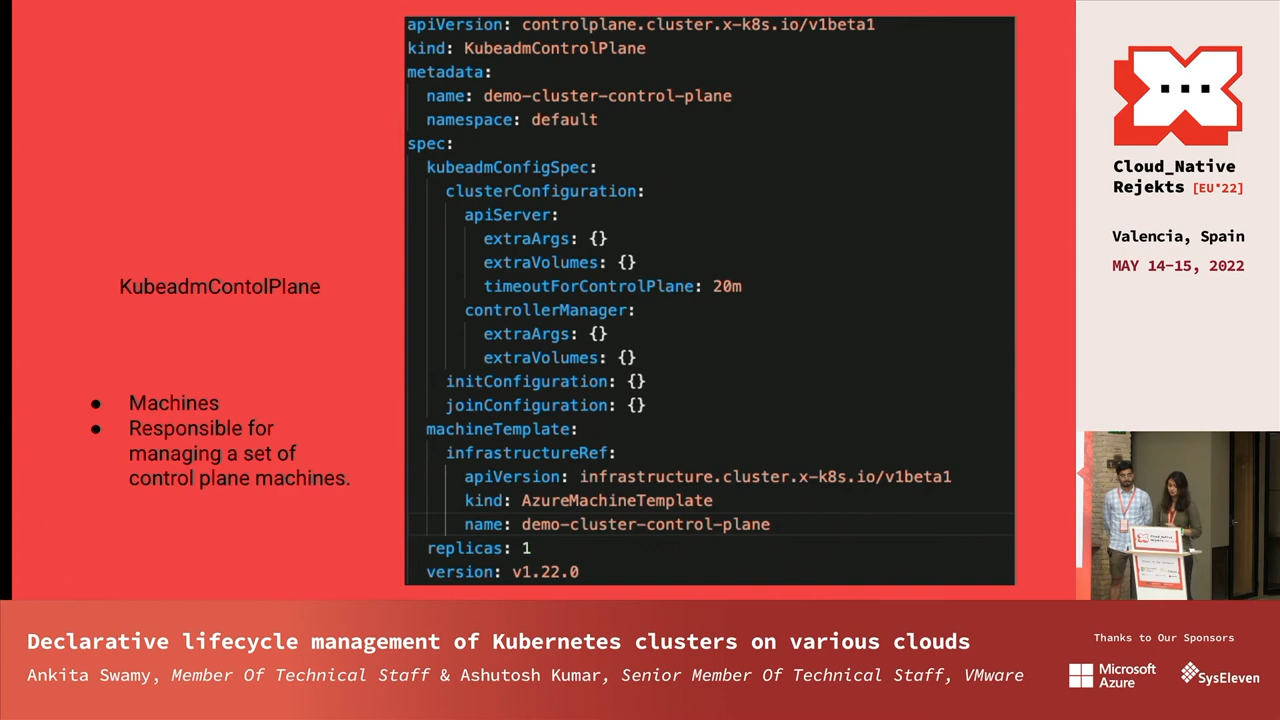 KubeadmContolPlane
● Machines
● Responsible for
managing a set of
control plane machines.
apiVersion: controlplane.cluster.x-k8s.io/v1beta1
kind: KubeadmControlPlane
metadata:
name: demo-cluster-control-plane
namespace: default
spec:
kubeadmConfigSpec:
clusterConfiguration:
apiServer:
extraArgs: {}
extraVolumes: {}
timeoutForControlPlane: 20m
controllerManager:
extraArgs: {}
extraVolumes: {}
initConfiguration: {}
joinConfiguration: {}
machineTemplate:
infrastructureRef:
apiVersion: infrastructure.cluster.x-k8s.io/v1beta1
kind: AzureMachineTemplate
name: demo-cluster-control-plane
replicas: 1
version: v1.22.0
Cloud_Native
Rejekts [EU*22]
Valencia, Spain
MAY 14-15, 2022
Declarative lifecycle management of Kubernetes clusters on various clouds
Ankita Swamy, Member Of Technical Staff & Ashutosh Kumar, Senior Member Of Technical Staff, VMware
Thanks to Our Sponsors
Microsoft
Azure
SysEleven